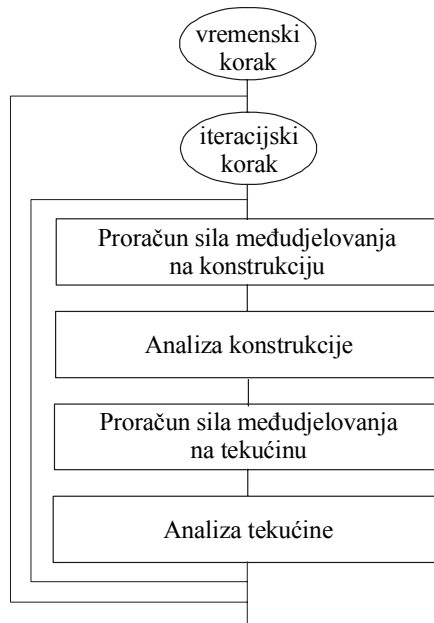 vremenski
korak
iteracijski
korak
Proračun sila međudjelovanja
na konstrukciju
Analiza konstrukcije
Proračun sila međudjelovanja
na tekućinu
Analiza tekućine